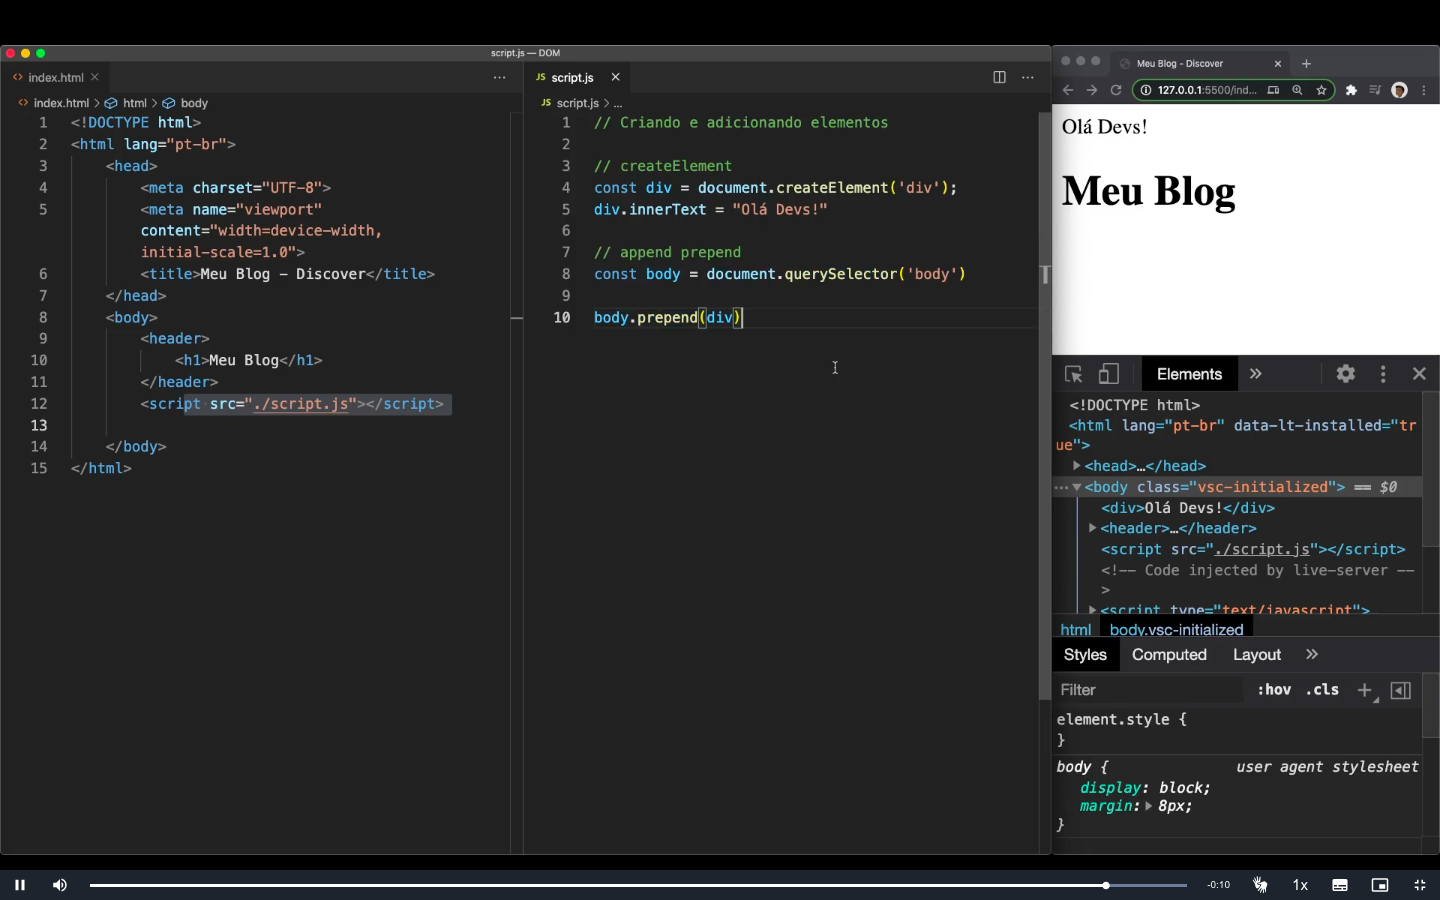 script.js — DOM
index.html
index.html > html > body
1 <!DOCTYPE html>
2 <html lang="pt-br">
3 <head>
4 <meta charset="UTF-8">
5 <meta name="viewport"
content="width=device-width,
initial-scale=1.0">
6 <title>Meu Blog - Discover</title>
7 </head>
8 <body>
9 <header>
10 <h1>Meu Blog</h1>
11 </header>
12 <script src="./script.js"></script>
13
14 </body>
15 </html>
JS script.js
JS script.js > ...
1 // Criando e adicionando elementos
2
3 // createElement
4 const div = document.createElement('div');
5 div.innerText = "Olá Devs!"
6
7 // append prepend
8 const body = document.querySelector('body')
9
10 body.prepend(div)
Meu Blog - Discover
127.0.0.1:5500/ind...
Olá Devs!
Meu Blog
Elements
<!DOCTYPE html>
<html lang="pt-br" data-lt-installed="tr
ue">
<head>…</head>
<body class="vsc-initialized"> == $0
<div>Olá Devs!</div>
<header>…</header>
<script src="./script.js"></script>
<!-- Code injected by live-server --
>
<script type="text/javascript">
html body.vsc-initialized
Styles Computed Layout
Filter :hov .cls
element.style {
}
body { user agent stylesheet
display: block;
margin: 8px;
}
-0:10 1x